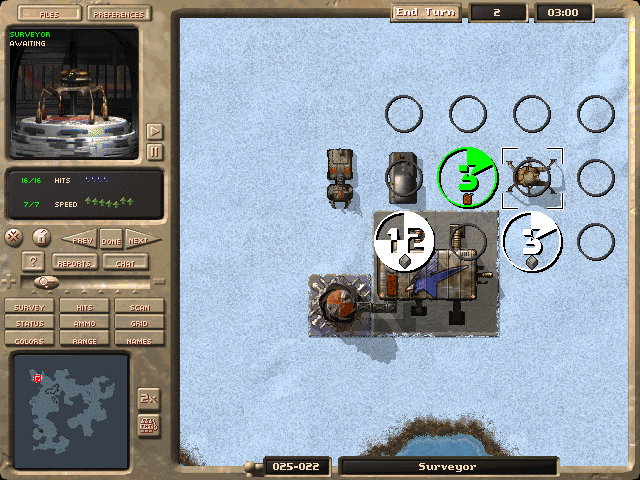 FILES
PREFERENCES
End Turn
2
03:00
SURVEYOR
AWAITING
16/16 HITS
7/7 SPEED
PREV
DONE
NEXT
?
REPORTS
CHAT
SURVEY
HITS
SCAN
STATUS
AMMO
GRID
COLORS
RANGE
NAMES
2x
3
12
3
025-022
Surveyor